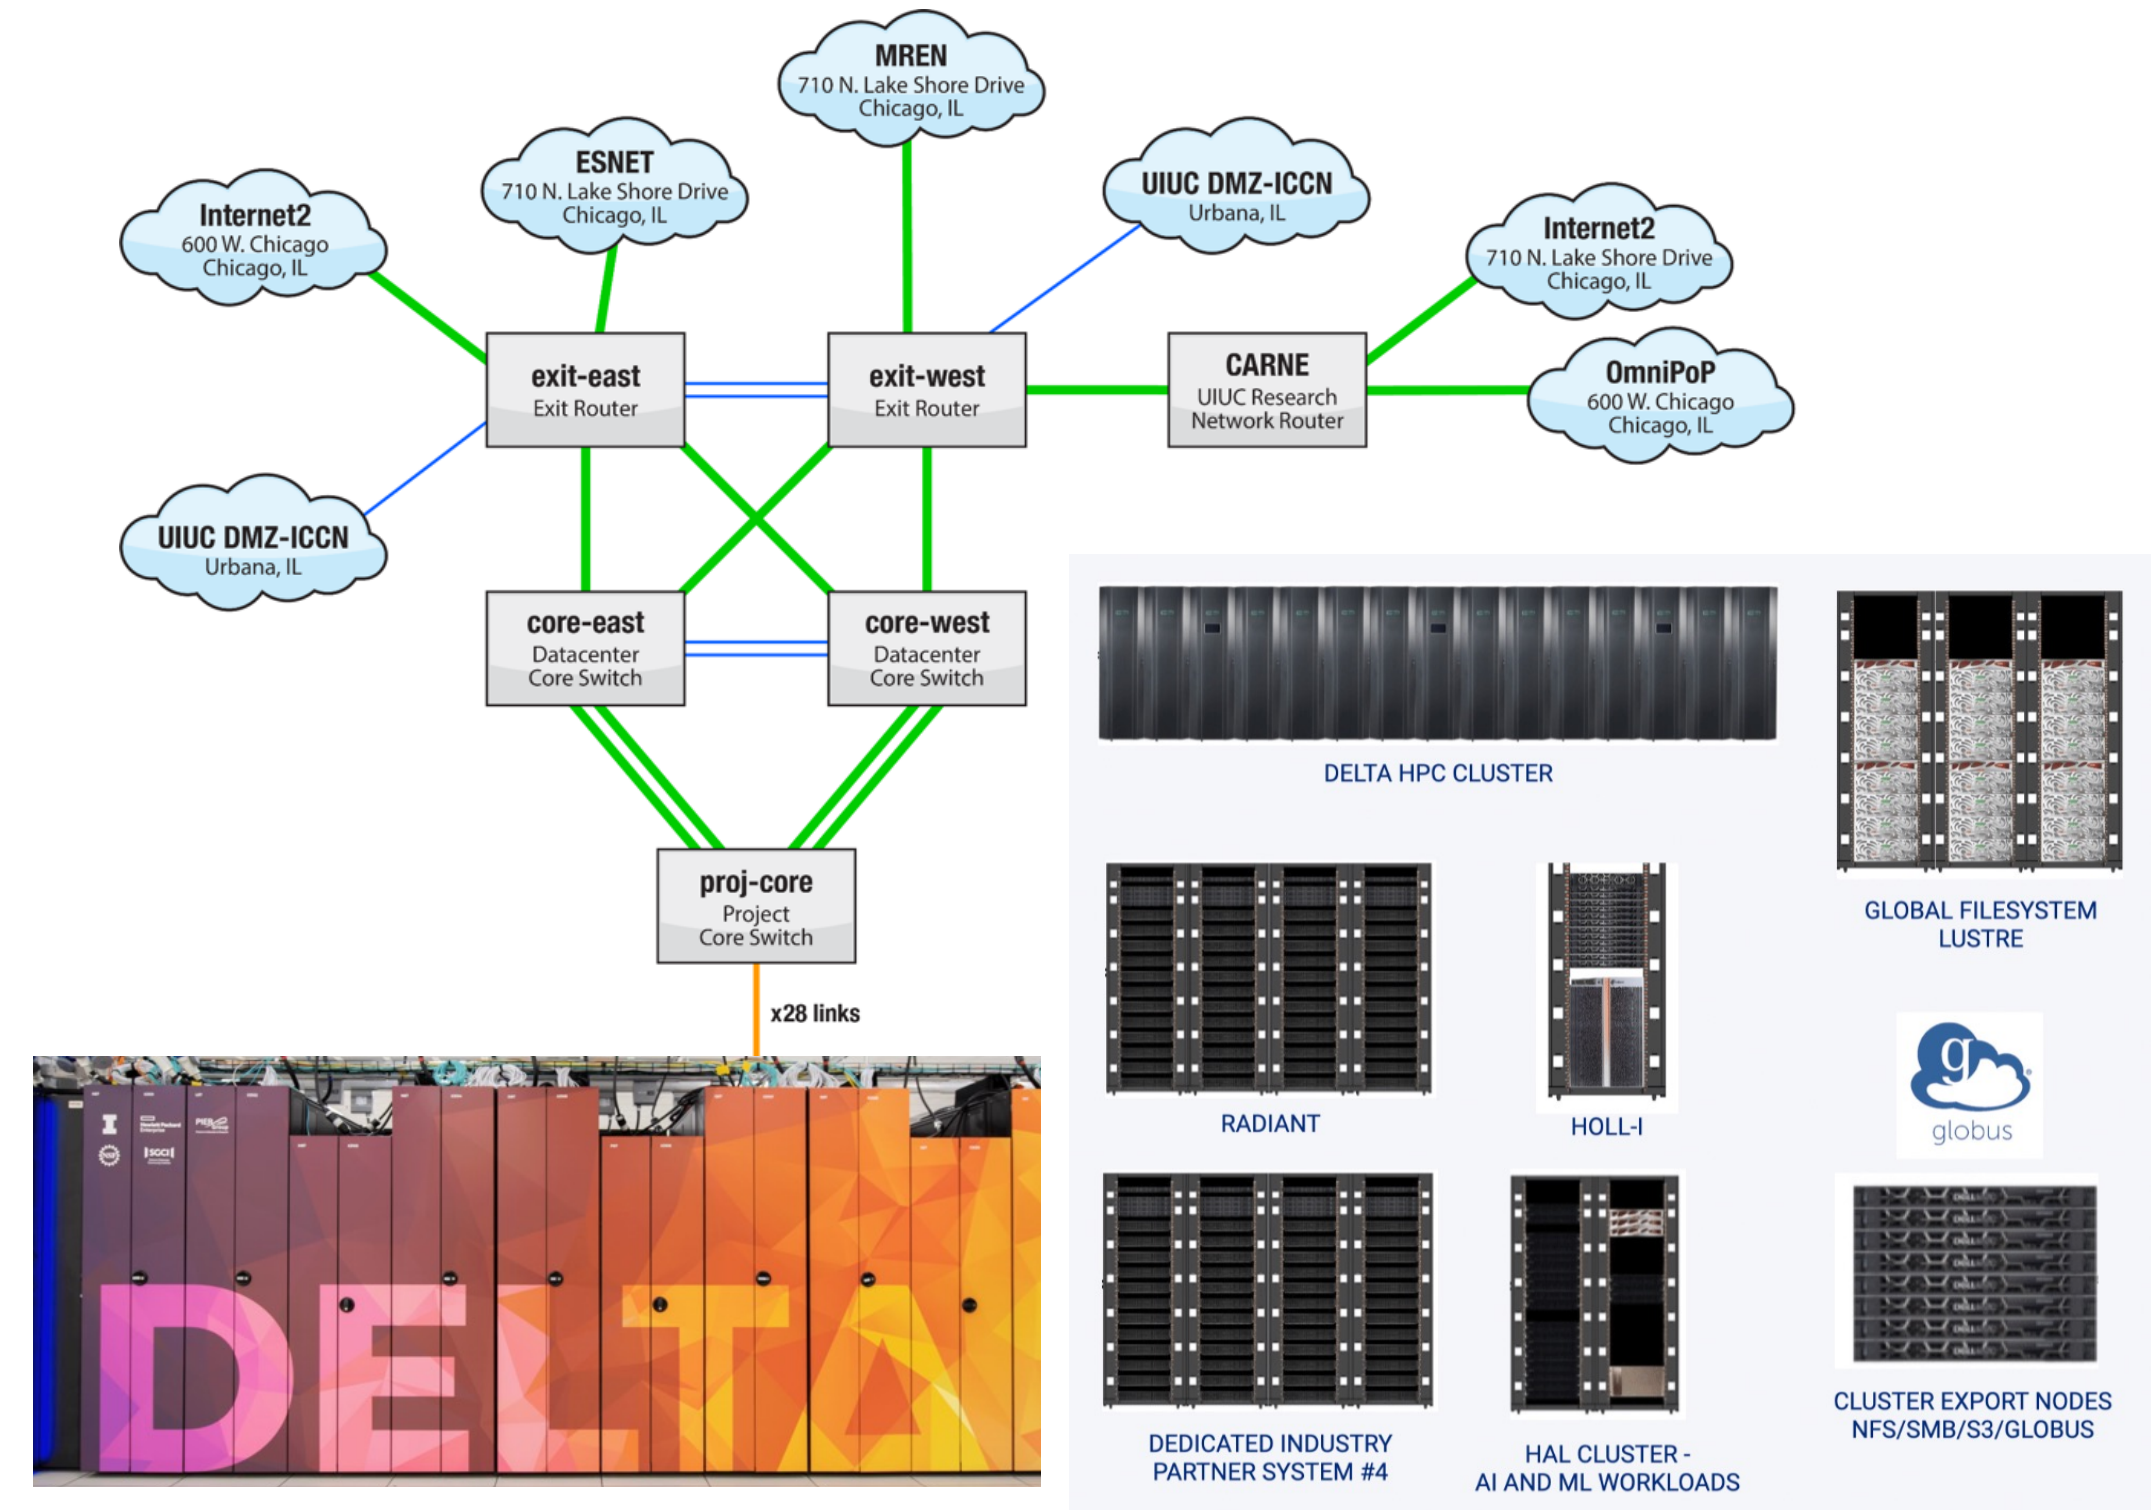 MREN
710 N. Lake Shore Drive
Chicago, IL
ESNET
710 N. Lake Shore Drive
Chicago, IL
UIUC DMZ-ICCN
Urbana, IL
Internet2
600 W. Chicago
Chicago, IL
Internet2
710 N. Lake Shore Drive
Chicago, IL
exit-east
Exit Router
exit-west
Exit Router
CARNE
UIUC Research
Network Router
OmniPoP
600 W. Chicago
Chicago, IL
UIUC DMZ-ICCN
Urbana, IL
core-east
Datacenter
Core Switch
core-west
Datacenter
Core Switch
proj-core
Project
Core Switch
x28 links
Hewlett Packard
Enterprise
NSF
SGCI
DELTA
DELTA HPC CLUSTER
GLOBAL FILESYSTEM
LUSTRE
RADIANT
HOLL-I
g
globus
DEDICATED INDUSTRY
PARTNER SYSTEM #4
HAL CLUSTER -
AI AND ML WORKLOADS
CLUSTER EXPORT NODES
NFS/SMB/S3/GLOBUS